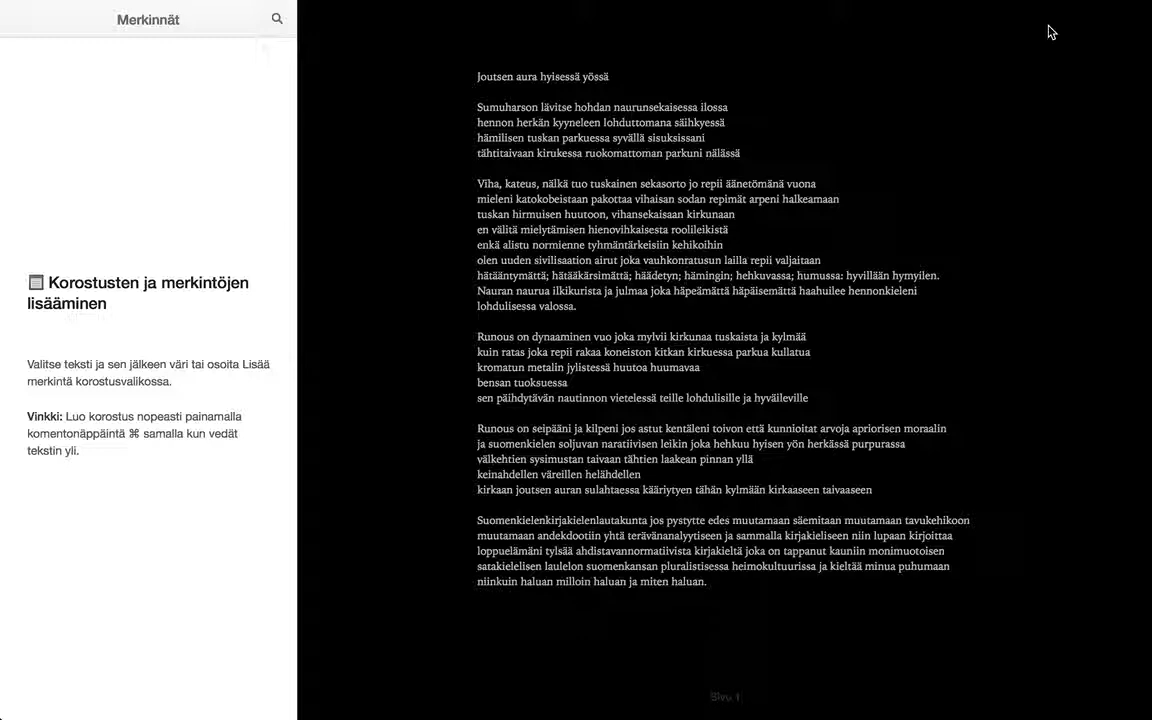 Merkinnät
Korostusten ja merkintöjen
lisääminen
Valitse teksti ja sen jälkeen väri tai osoita Lisää
merkintä korostusvalikossa.
Vinkki: Luo korostus nopeasti painamalla
komentonäppäintä ⌘ samalla kun vedät
tekstin yli.
Joutsen aura hyisessä yössä
Sumuharson lävitse hohdan naurunsekaisessa ilossa
hennon herkän kyyneleen lohduttomana säihkyessä
hämilisen tuskan parkuessa syvällä sisuksissani
tähtitaivaan kirukessa ruokomattoman parkuni nälässä
Viha, kateus, nälkä tuo tuskainen sekasorto jo repii äänetömänä vuona
mieleni katokobeistaan pakottaa vihaisan sodan repimät arpeni halkeamaan
tuskan hirmuisen huutoon, vihansekaisaan kirkunaan
en välitä mielytämisen hienovihkaisesta roolileikistä
enkä alistu normienne tyhmäntärkeisiin kehikoihin
olen uuden sivilisaation airut joka vauhkonratusun lailla repii valjaitaan
hätääntymättä; hätääkärsimättä; häädetyn; hämingin; hehkuvassa; humussa: hyvillään hymyilen.
Nauran naurua ilkikurista ja julmaa joka häpeämättä häpäisemättä haahuilee hennonkieleni
lohdulisessa valossa.
Runous on dynaaminen vuo joka mylvii kirkunaa tuskaista ja kylmää
kuin ratas joka repii rakaa koneiston kitkan kirkuessa parkua kullatua
kromatun metalin jylistessä huutoa huumavaa
bensan tuoksuessa
sen päihdytävän nautinnon vietelessä teille lohdulisille ja hyväileville
Runous on seipääni ja kilpeni jos astut kentäleni toivon että kunnioitat arvoja apriorisen moraalin
ja suomenkielen soljuvan naratiivisen leikin joka hehkuu hyisen yön herkässä purpurassa
välkehtien sysimustan taivaan tähtien laakean pinnan yllä
keinahdellen väreillen helähdellen
kirkaan joutsen auran sulahtaessa kääriytyen tähän kylmään kirkaaseen taivaaseen
Suomenkielenkirjakielenlautakunta jos pystytte edes muutamaan säemitaan muutamaan tavukehikoon
muutamaan andekdootiin yhtä terävänanalyytiseen ja sammalla kirjakieliseen niin lupaan kirjoittaa
loppuelämäni tylsää ahdistavannormatiivista kirjakieltä joka on tappanut kauniin monimuotoisen
satakielelisen laulelon suomenkansan pluralistisessa heimokultuurissa ja kieltää minua puhumaan
niinkuin haluan milloin haluan ja miten haluan.
Sivu 1